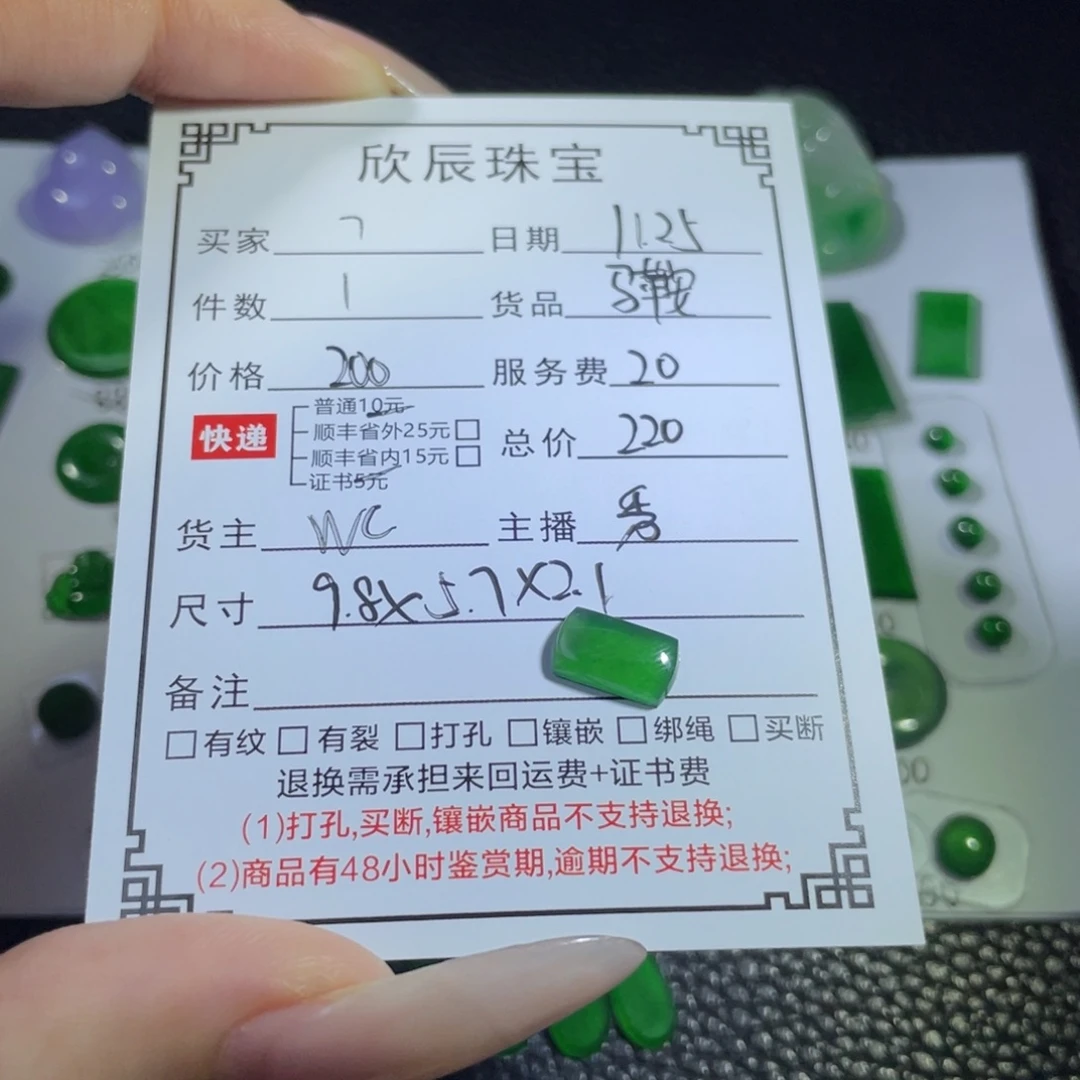 欣辰珠宝
买家 7 日期 11.25
件数 1 货品 马鞍
价格 200 服务费 20
快递 普通10元
顺丰省外25元□
顺丰省内15元□
证书5元
总价 220
货主 WC 主播 秀
尺寸 9.8X5.7X2.1
备注
□有纹 □有裂 □打孔 □镶嵌 □绑绳 □买断
退换需承担来回运费+证书费
(1)打孔,买断,镶嵌商品不支持退换;
(2)商品有48小时鉴赏期,逾期不支持退换;